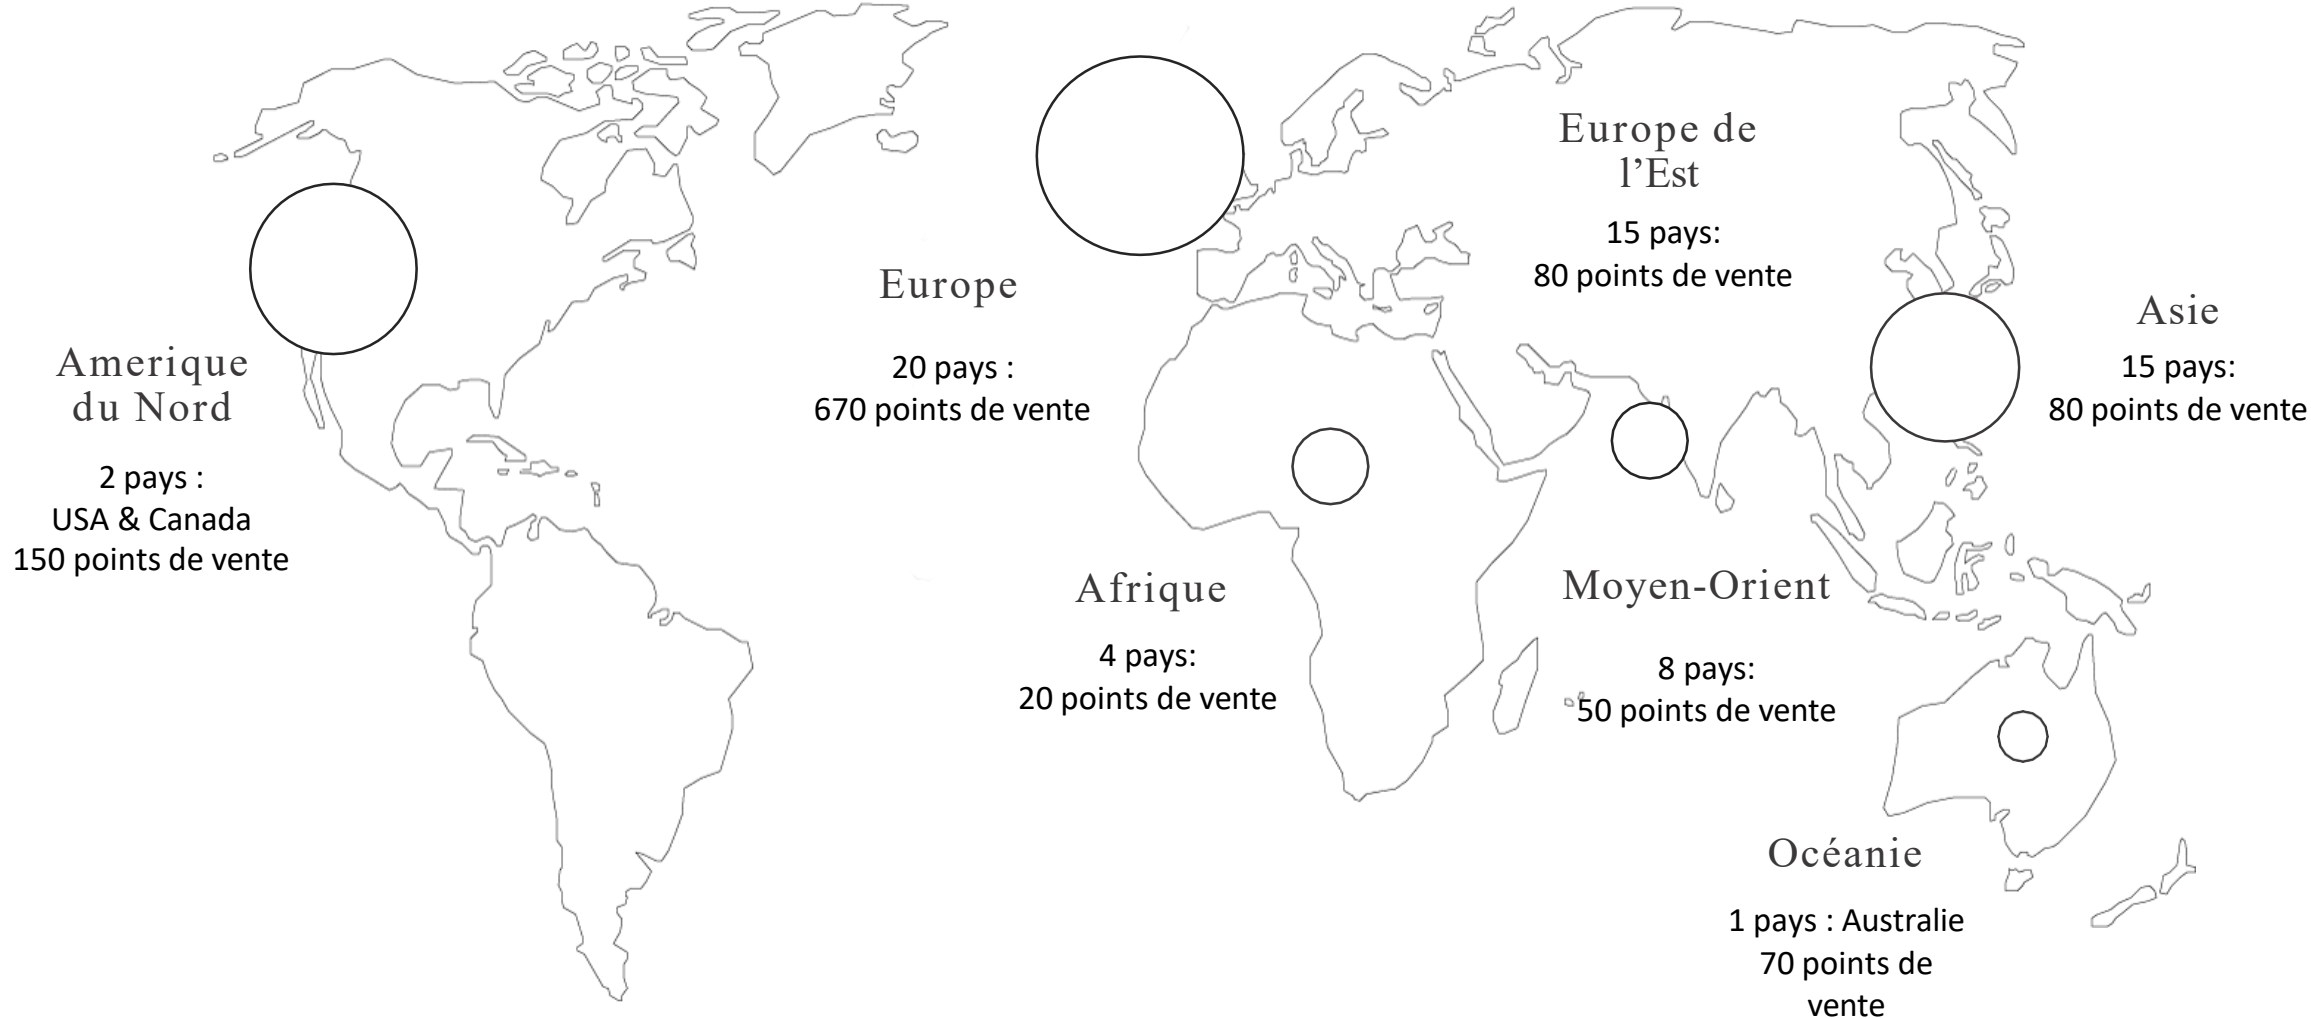 Amerique
du Nord
2 pays :
USA & Canada
150 points de vente
Europe
20 pays :
670 points de vente
Europe de
l’Est
15 pays:
80 points de vente
Asie
15 pays:
80 points de vente
Afrique
4 pays:
20 points de vente
Moyen-Orient
8 pays:
50 points de vente
Océanie
1 pays : Australie
70 points de
vente